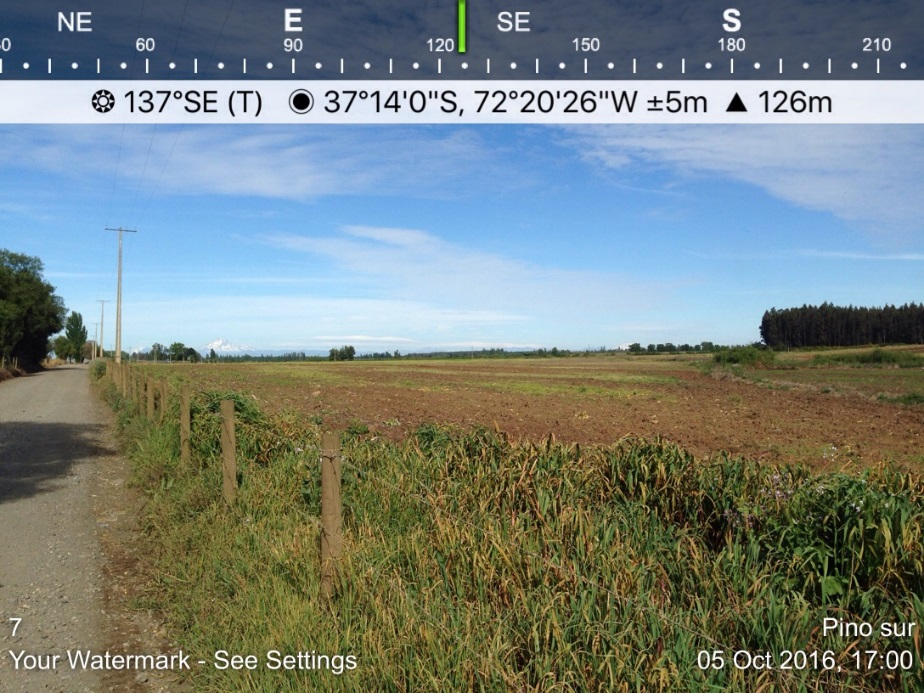 NE E SE S
60 90 120 150 180 210
137°SE (T) 37°14'0"S, 72°20'26"W ±5m ▲ 126m
7
Pino sur
Your Watermark - See Settings
05 Oct 2016, 17:00